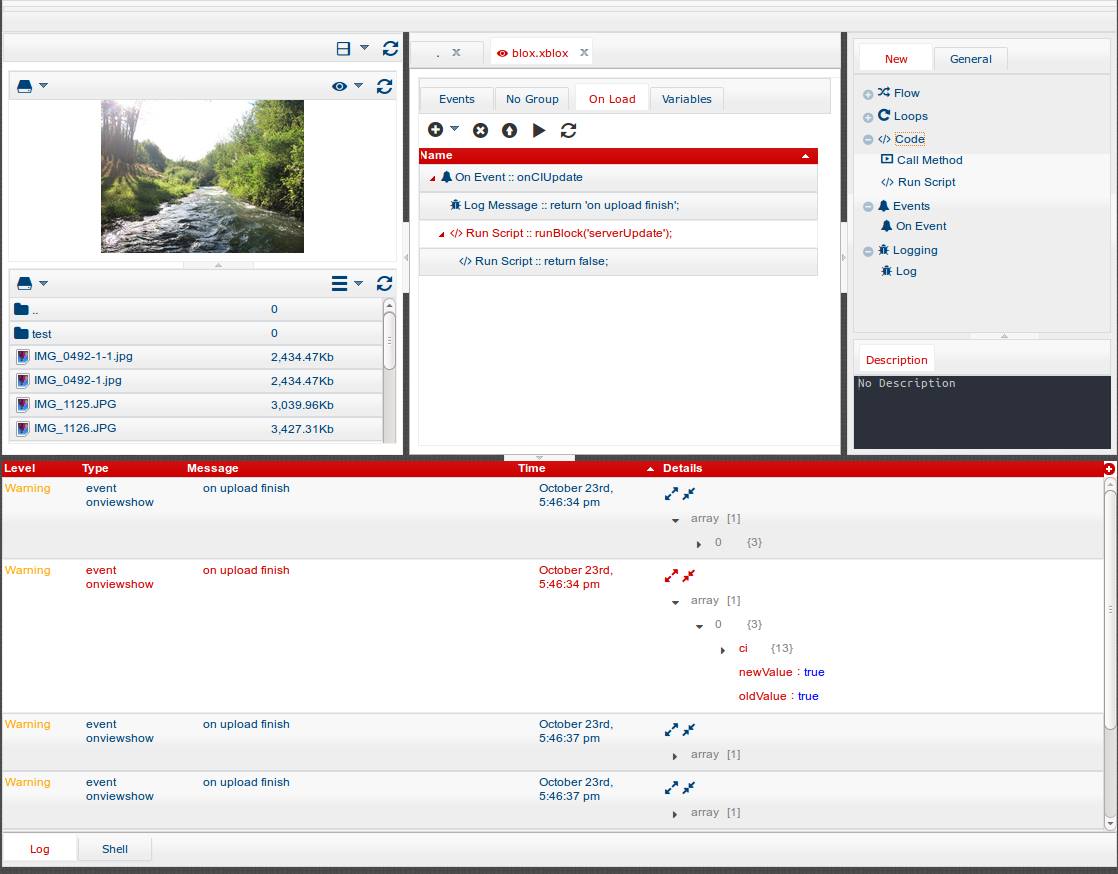 . x
blox.xblox x
Events No Group On Load Variables
Name
On Event :: onCIUpdate
Log Message :: return 'on upload finish';
</> Run Script :: runBlock('serverUpdate');
</> Run Script :: return false;
.. 0
test 0
IMG_0492-1-1.jpg 2,434.47Kb
IMG_0492-1.jpg 2,434.47Kb
IMG_1125.JPG 3,039.96Kb
IMG_1126.JPG 3,427.31Kb
New General
Flow
Loops
</> Code
Call Method
</> Run Script
Events
On Event
Logging
Log
Description
No Description
Level Type Message Time Details
Warning event onviewshow on upload finish October 23rd, 5:46:34 pm
array [1]
0 {3}
Warning event onviewshow on upload finish October 23rd, 5:46:34 pm
array [1]
0 {3}
ci {13}
newValue : true
oldValue : true
Warning event onviewshow on upload finish October 23rd, 5:46:37 pm
array [1]
Warning event onviewshow on upload finish October 23rd, 5:46:37 pm
array [1]
Log Shell